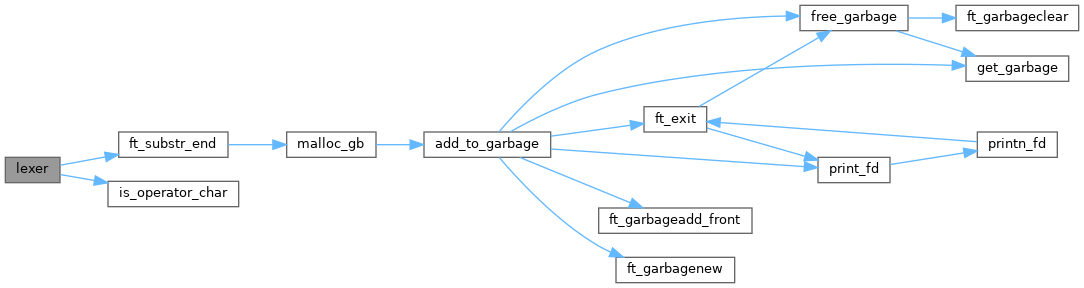 lexer
ft_substr_end
is_operator_char
malloc_gb
add_to_garbage
free_garbage
ft_garbageclear
get_garbage
ft_exit
printn_fd
print_fd
ft_garbageadd_front
ft_garbagenew